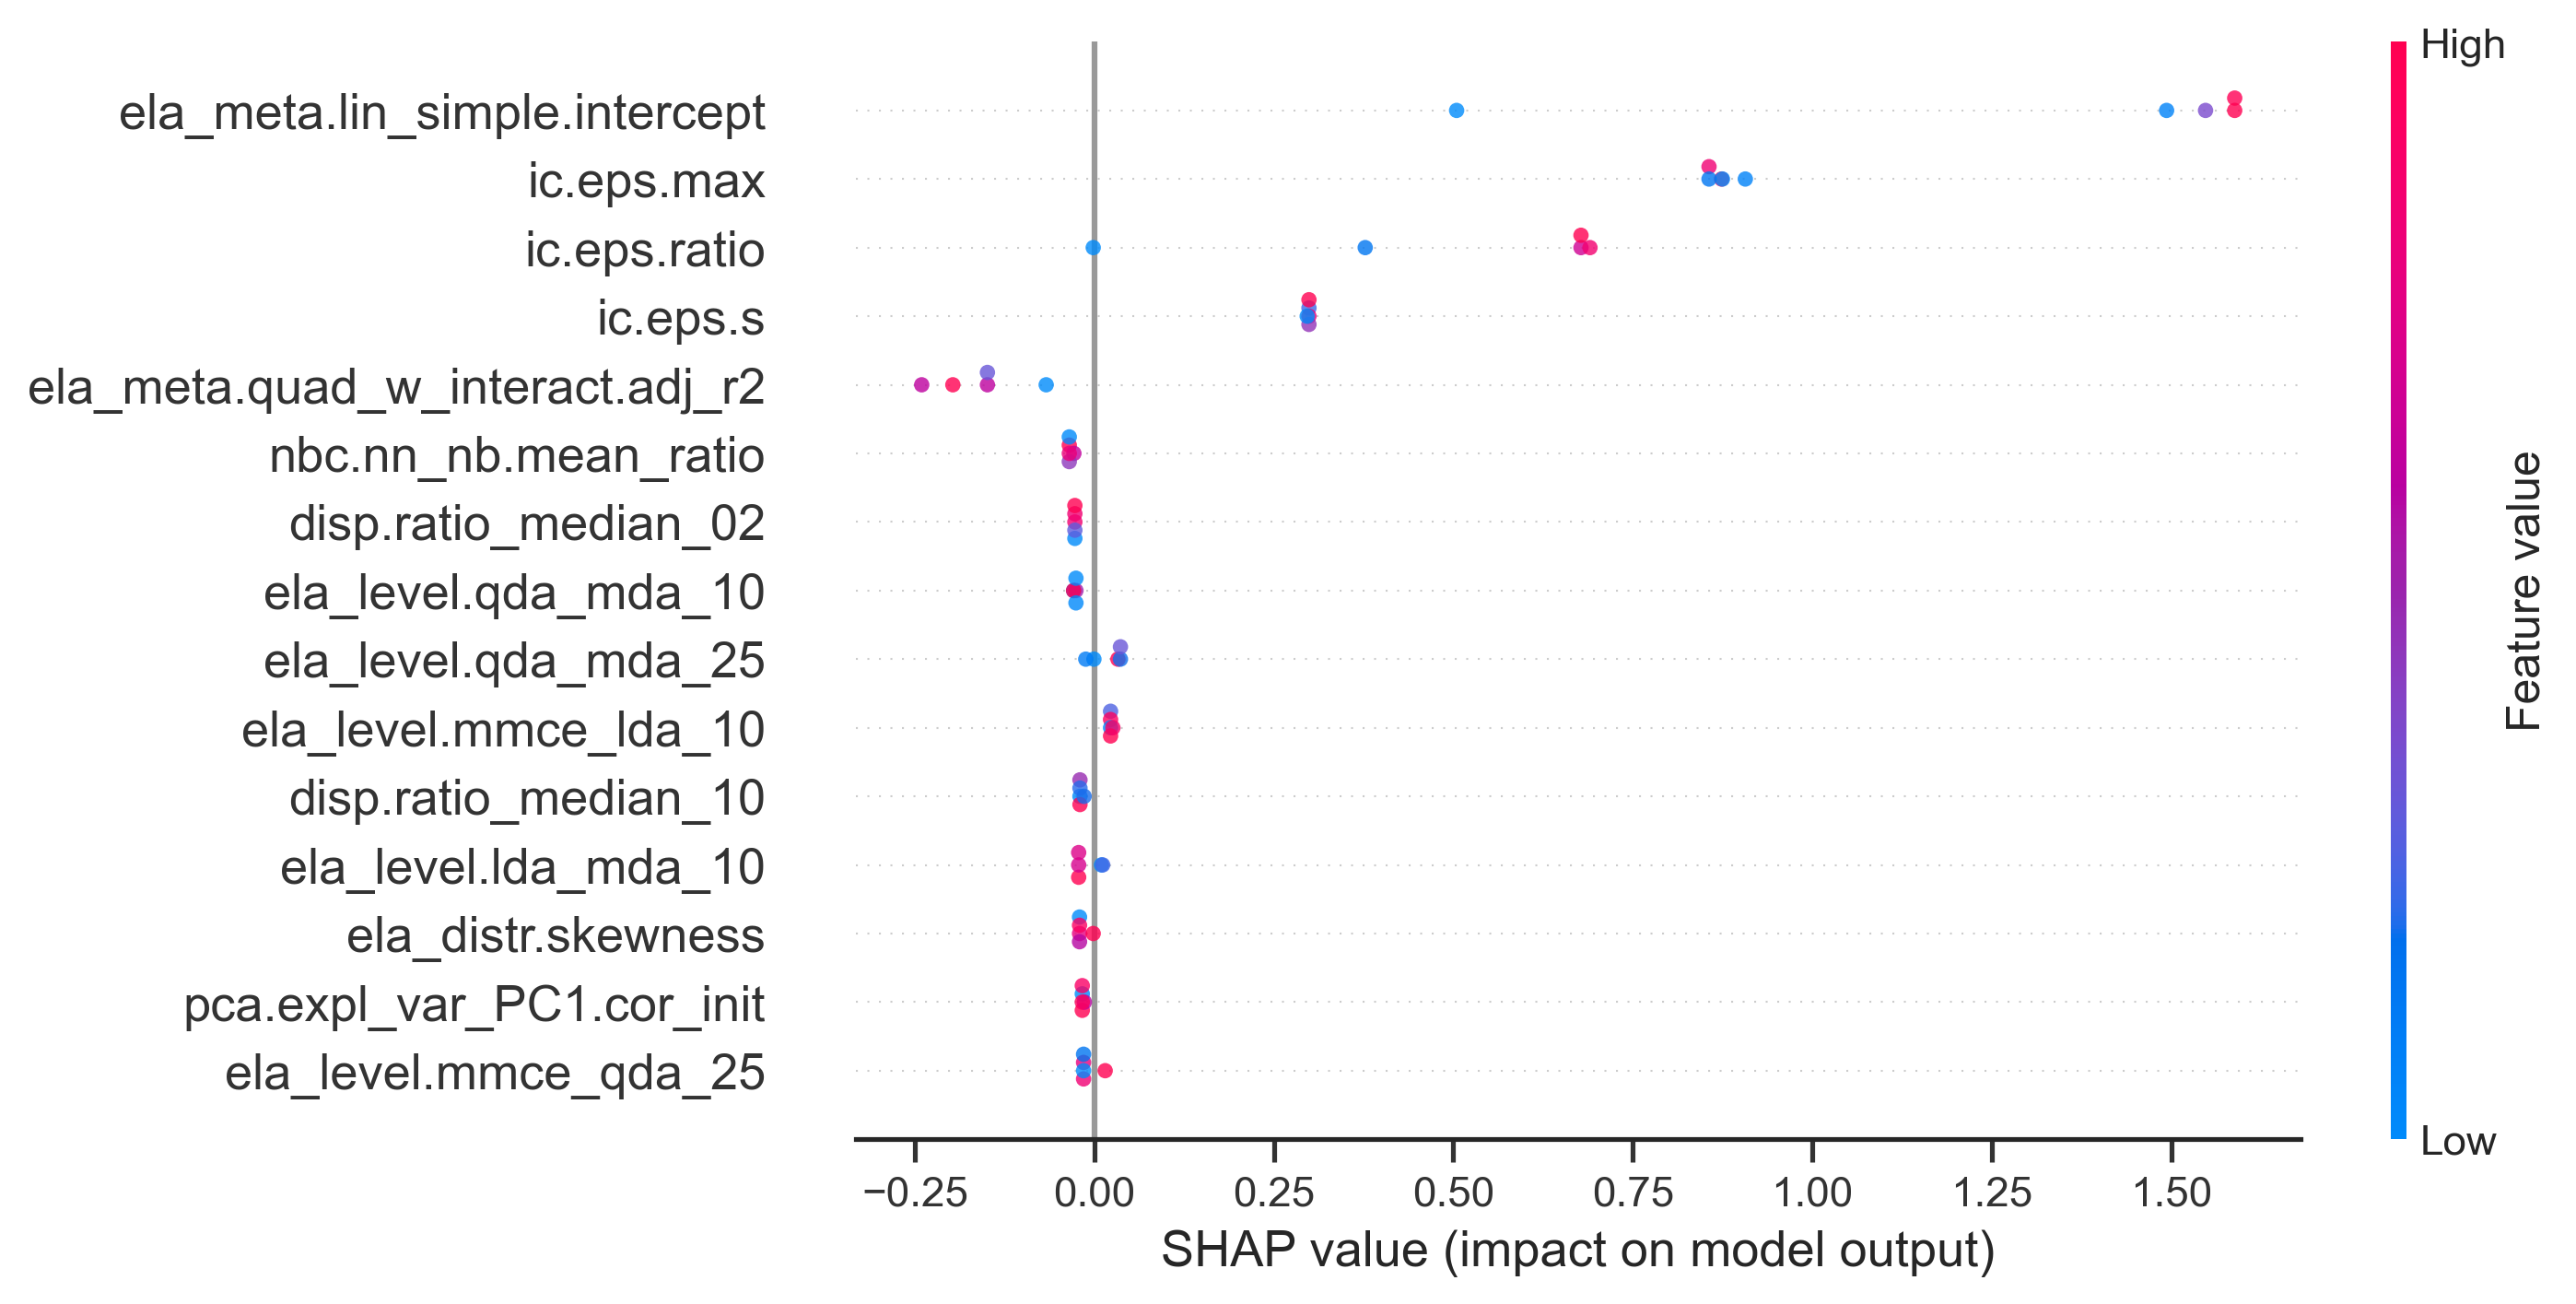 High
ela_meta.lin_simple.intercept
ic.eps.max
ic.eps.ratio
ic.eps.s
ela_meta.quad_w_interact.adj_r2
nbc.nn_nb.mean_ratio
disp.ratio_median_02
ela_level.qda_mda_10
ela_level.qda_mda_25
ela_level.mmce_lda_10
disp.ratio_median_10
ela_level.lda_mda_10
ela_distr.skewness
pca.expl_var_PC1.cor_init
ela_level.mmce_qda_25
Feature value
Low
−0.25 0.00 0.25 0.50 0.75 1.00 1.25 1.50
SHAP value (impact on model output)